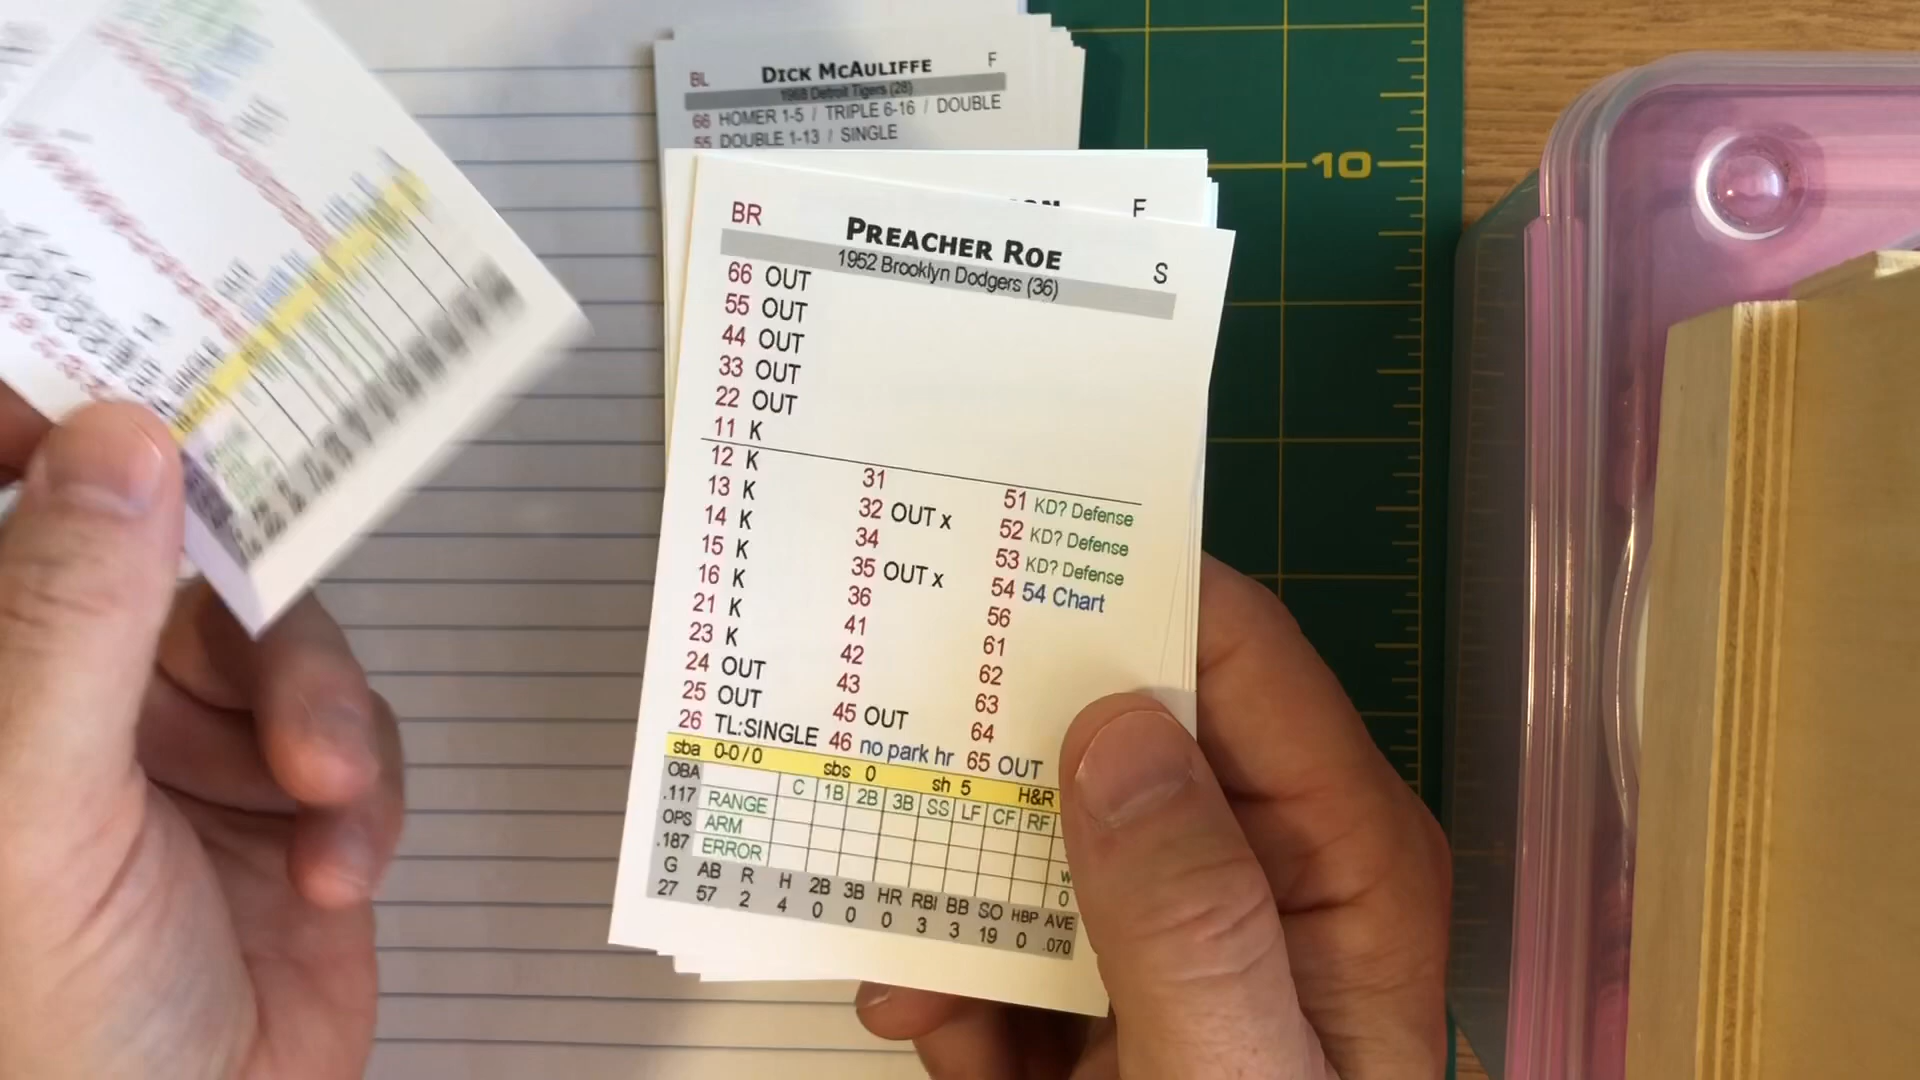 BL DICK MCAULIFFE F
1968 Detroit Tigers (28)
66 HOMER 1-5 / TRIPLE 6-16 / DOUBLE
55 DOUBLE 1-13 / SINGLE
10
F
BR PREACHER ROE S
1952 Brooklyn Dodgers (36)
66 OUT
55 OUT
44 OUT
33 OUT
22 OUT
11 K
12 K 31 51 KD? Defense
13 K 32 OUT x 52 KD? Defense
14 K 34 53 KD? Defense
15 K 35 OUT x 54 54 Chart
16 K 36 56
21 K 41 61
23 K 42 62
24 OUT 43 63
25 OUT 45 OUT 64
26 TL:SINGLE 46 no park hr 65 OUT
sba 0-0 / 0 sbs 0 sh 5 H&R
OBA C 1B 2B 3B SS LF CF RF
.117 RANGE
OPS ARM
.187 ERROR
0
G AB R H 2B 3B HR RBI BB SO HBP AVE
27 57 2 4 0 0 0 3 3 19 0 .070